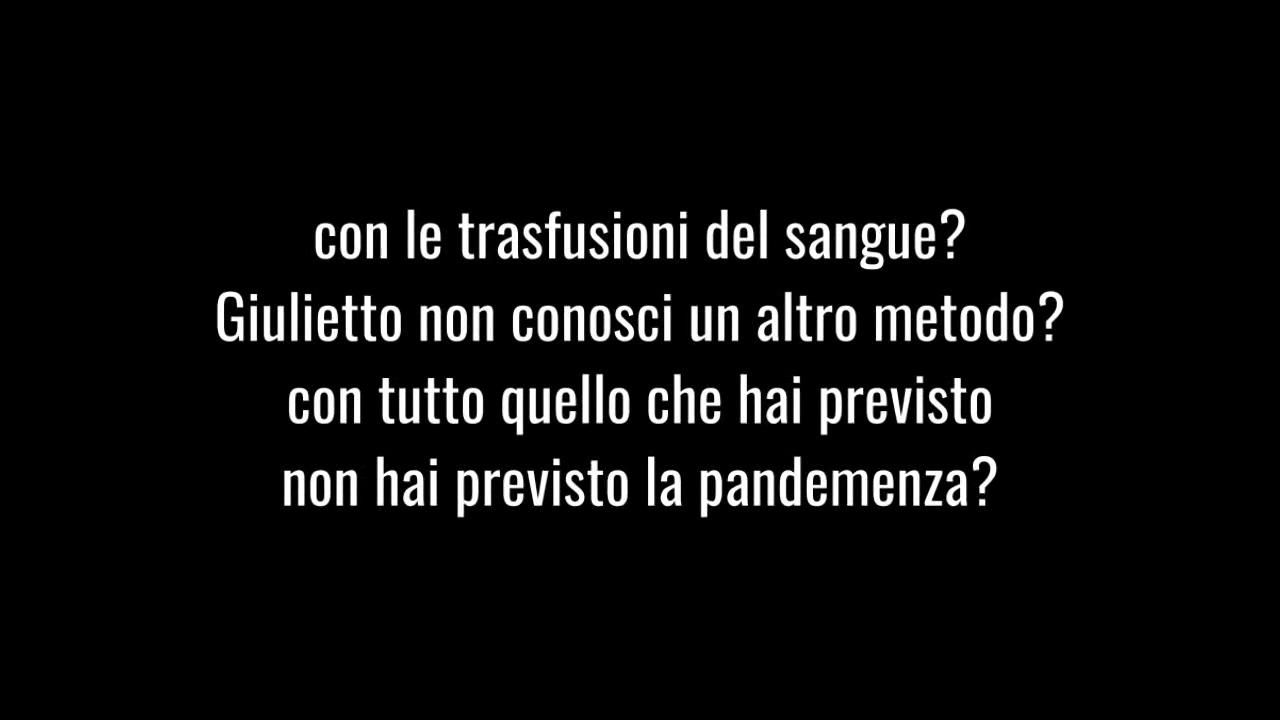 con le trasfusioni del sangue?
Giulietto non conosci un altro metodo?
con tutto quello che hai previsto
non hai previsto la pandemenza?